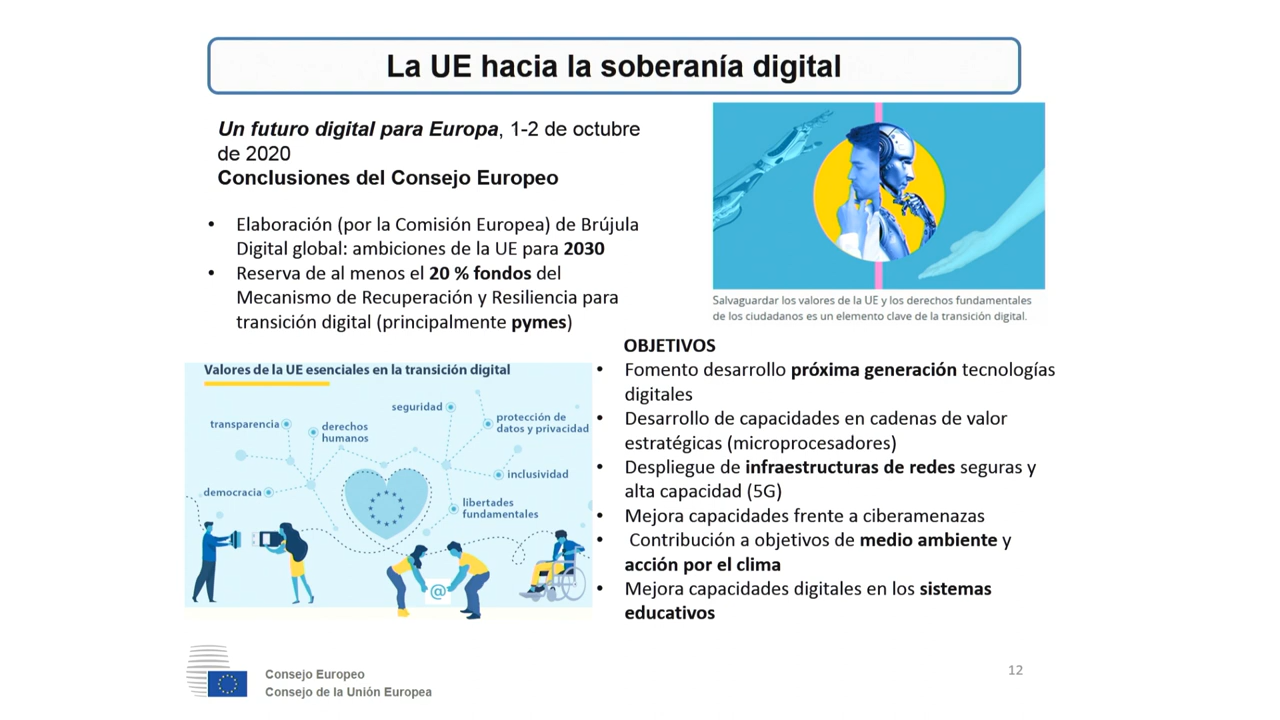 La UE hacia la soberanía digital
Un futuro digital para Europa, 1-2 de octubre
de 2020
Conclusiones del Consejo Europeo
• Elaboración (por la Comisión Europea) de Brújula
Digital global: ambiciones de la UE para 2030
• Reserva de al menos el 20 % fondos del
Mecanismo de Recuperación y Resiliencia para
transición digital (principalmente pymes)
Salvaguardar los valores de la UE y los derechos fundamentales
de los ciudadanos es un elemento clave de la transición digital.
Valores de la UE esenciales en la transición digital
seguridad
transparencia
derechos
humanos
protección de
datos y privacidad
inclusividad
democracia
libertades
fundamentales
@
OBJETIVOS
• Fomento desarrollo próxima generación tecnologías
digitales
• Desarrollo de capacidades en cadenas de valor
estratégicas (microprocesadores)
• Despliegue de infraestructuras de redes seguras y
alta capacidad (5G)
• Mejora capacidades frente a ciberamenazas
• Contribución a objetivos de medio ambiente y
acción por el clima
• Mejora capacidades digitales en los sistemas
educativos
Consejo Europeo
Consejo de la Unión Europea
12